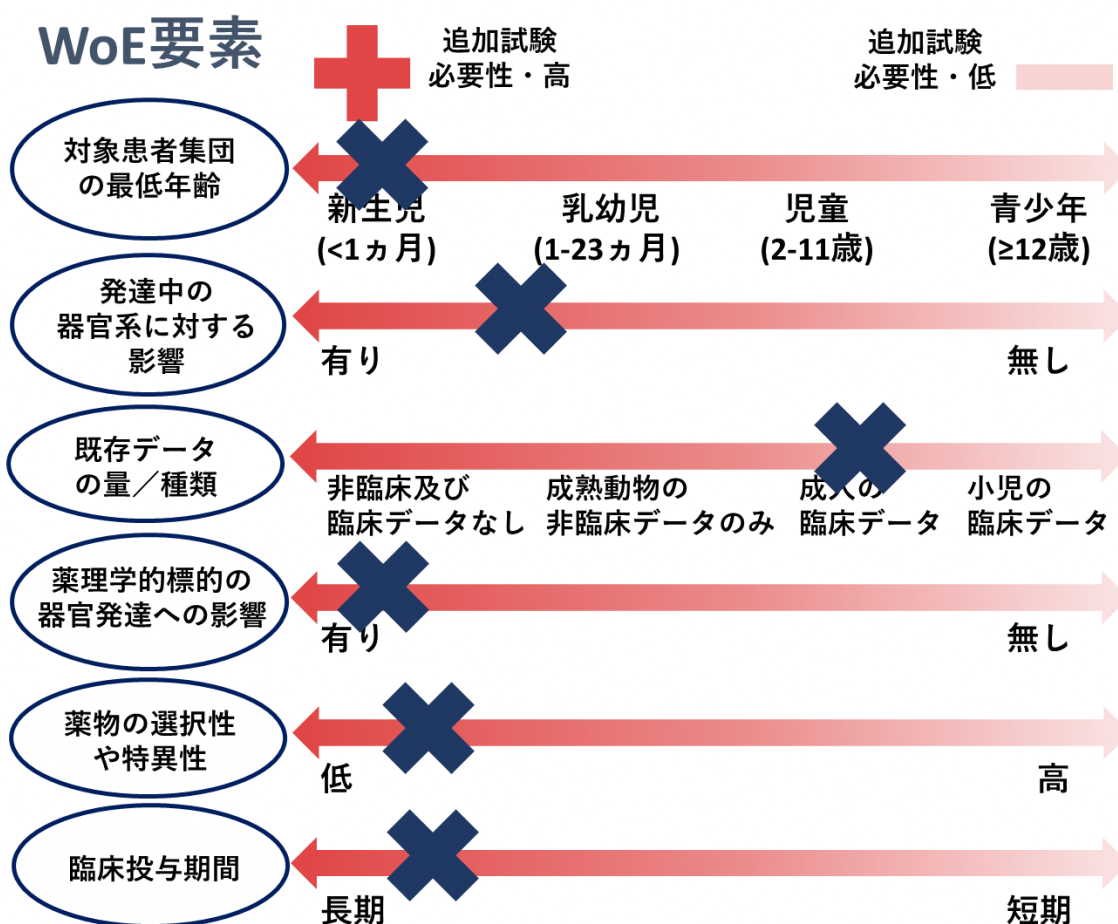 WoE要素
追加試験
必要性・高
追加試験
必要性・低
対象患者集団
の最低年齢
新生児
(<1ヵ月)
乳幼児
(1-23ヵ月)
児童
(2-11歳)
青少年
(≥12歳)
発達中の
器官系に対する
影響
有り
無し
既存データ
の量／種類
非臨床及び
臨床データなし
成熟動物の
非臨床データのみ
成人の
臨床データ
小児の
臨床データ
薬理学的標的の
器官発達への影響
有り
無し
薬物の選択性
や特異性
低
高
臨床投与期間
長期
短期